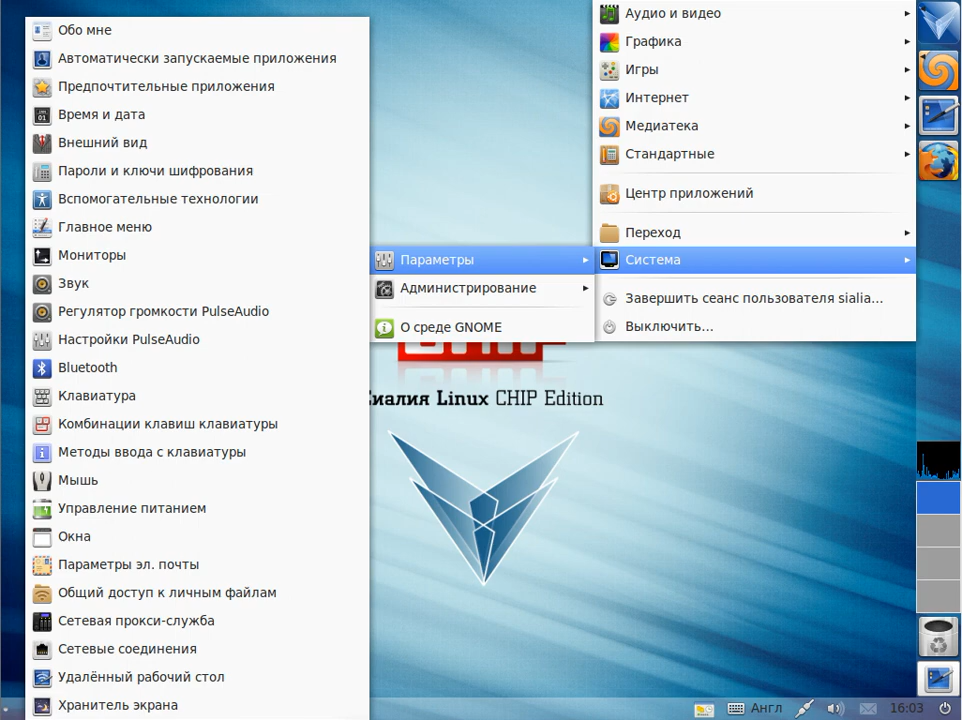 Обо мне
Автоматически запускаемые приложения
Предпочтительные приложения
Время и дата
Внешний вид
Пароли и ключи шифрования
Вспомогательные технологии
Главное меню
Мониторы
Звук
Регулятор громкости PulseAudio
Настройки PulseAudio
Bluetooth
Клавиатура
Комбинации клавиш клавиатуры
Методы ввода с клавиатуры
Мышь
Управление питанием
Окна
Параметры эл. почты
Общий доступ к личным файлам
Сетевая прокси-служба
Сетевые соединения
Удалённый рабочий стол
Хранитель экрана
Параметры
Администрирование
О среде GNOME
Аудио и видео
Графика
Игры
Интернет
Медиатека
Стандартные
Центр приложений
Переход
Система
Завершить сеанс пользователя sialia...
Выключить...
Сиалия Linux CHIP Edition
Англ
16:03